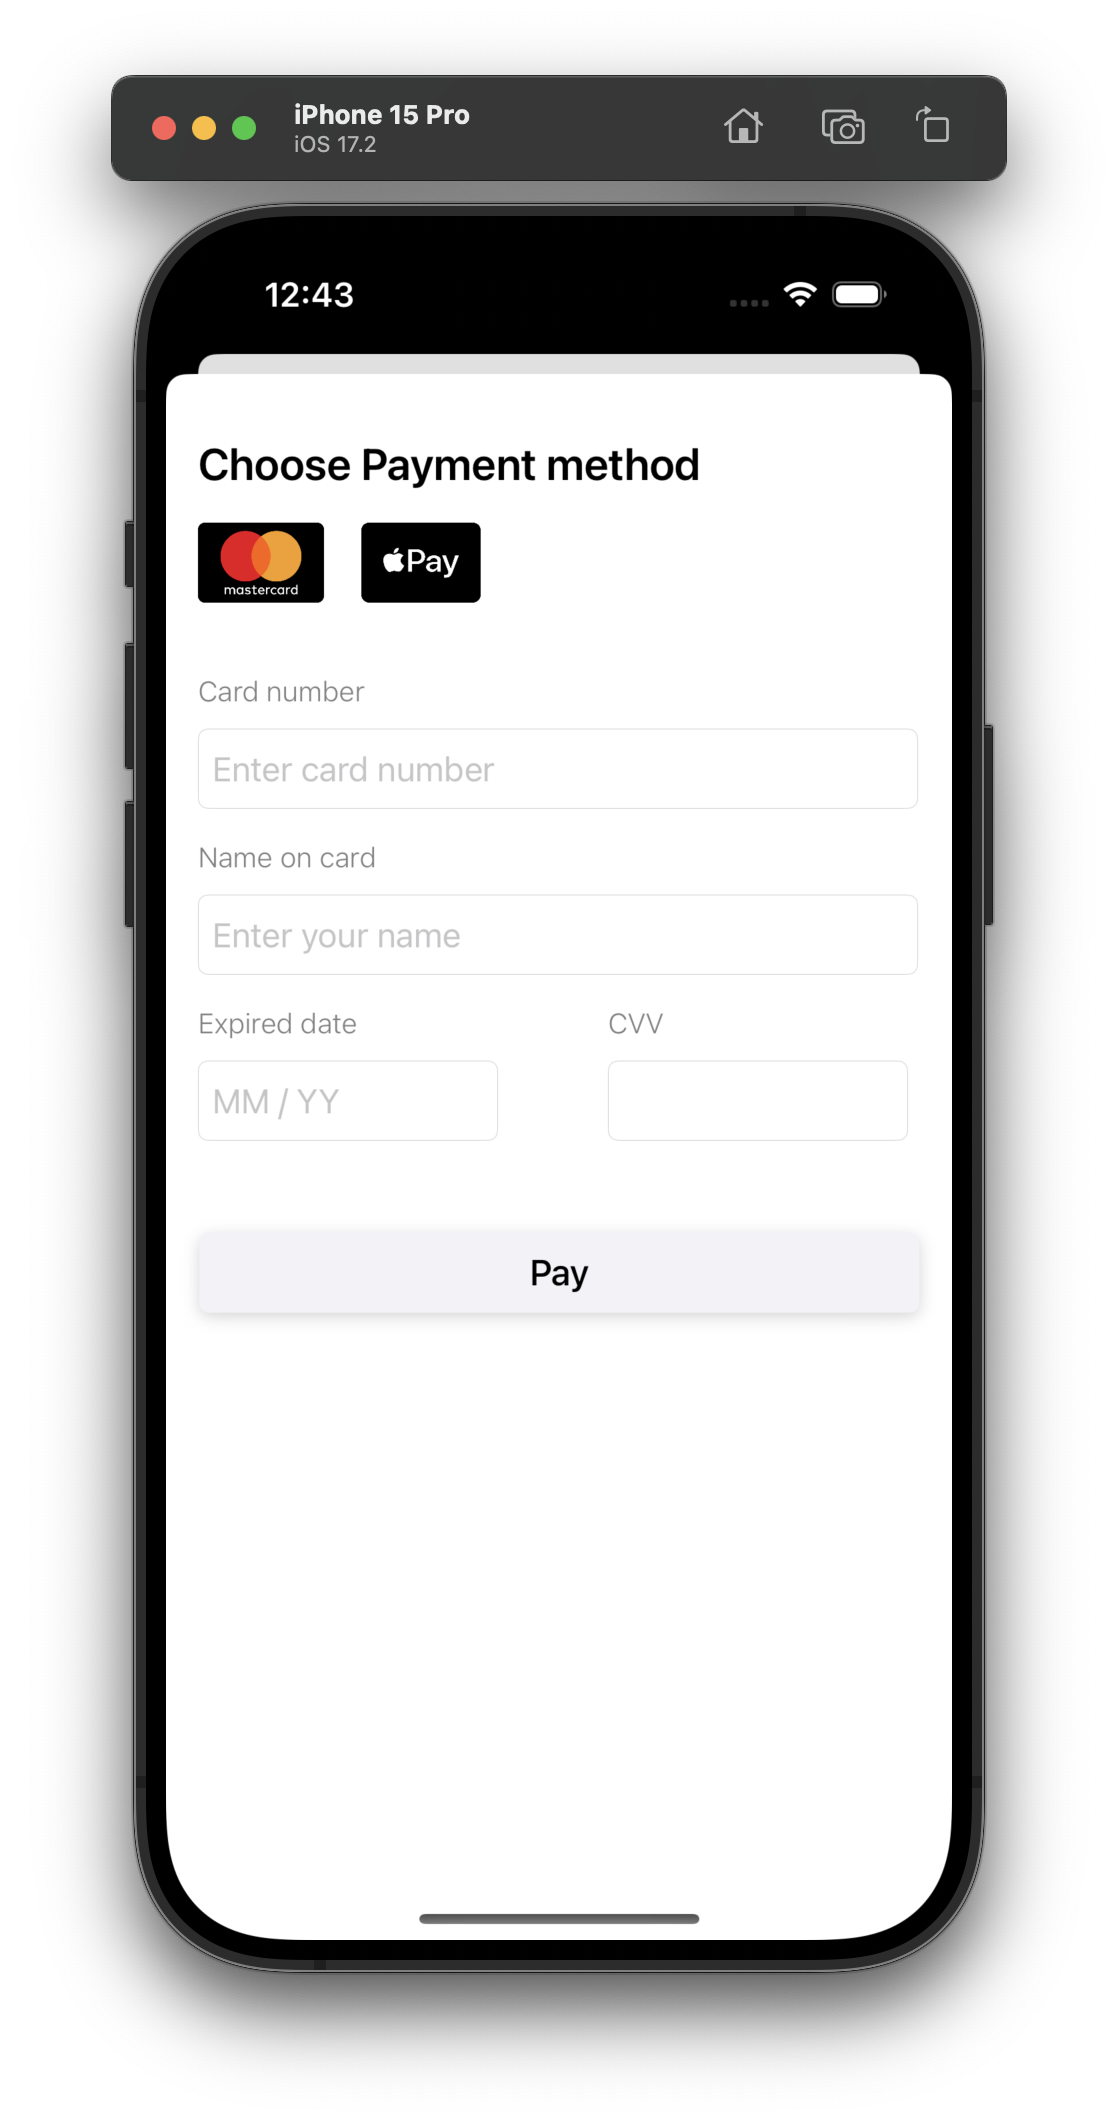 iPhone 15 Pro
iOS 17.2
12:43
Choose Payment method
mastercard
Pay
Card number
Enter card number
Name on card
Enter your name
Expired date
CVV
MM / YY
Pay